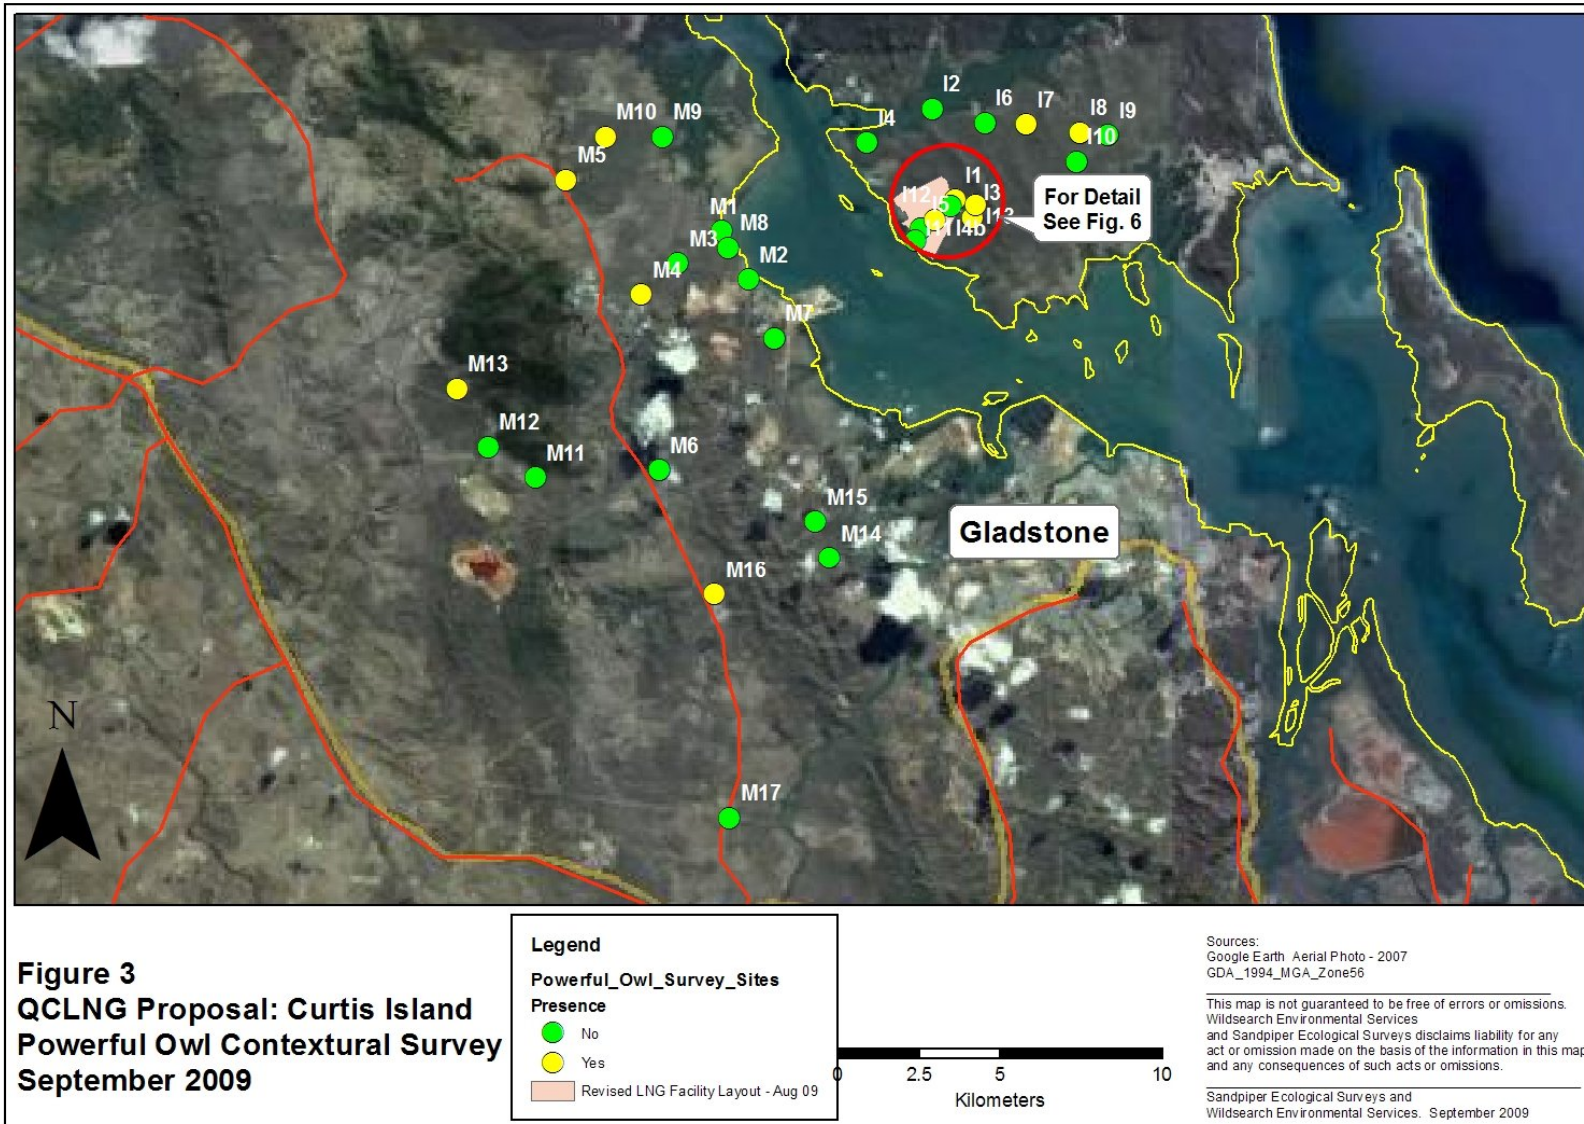 I2
I6
I7
I8
I9
I4
I10
M10
M9
M5
I1
I12
I3
I5
I13
I11
I4b
For Detail
See Fig. 6
M1
M8
M3
M2
M4
M7
M13
M12
M11
M6
M15
M14
Gladstone
M16
M17
N
Figure 3
QCLNG Proposal: Curtis Island
Powerful Owl Contextural Survey
September 2009
Legend
Powerful_Owl_Survey_Sites
Presence
No
Yes
Revised LNG Facility Layout - Aug 09
0 2.5 5 10
Kilometers
Sources:
Google Earth Aerial Photo - 2007
GDA_1994_MGA_Zone56
This map is not guaranteed to be free of errors or omissions.
Wildsearch Environmental Services
and Sandpiper Ecological Surveys disclaims liability for any
act or omission made on the basis of the information in this map
and any consequences of such acts or omissions.
Sandpiper Ecological Surveys and
Wildsearch Environmental Services. September 2009